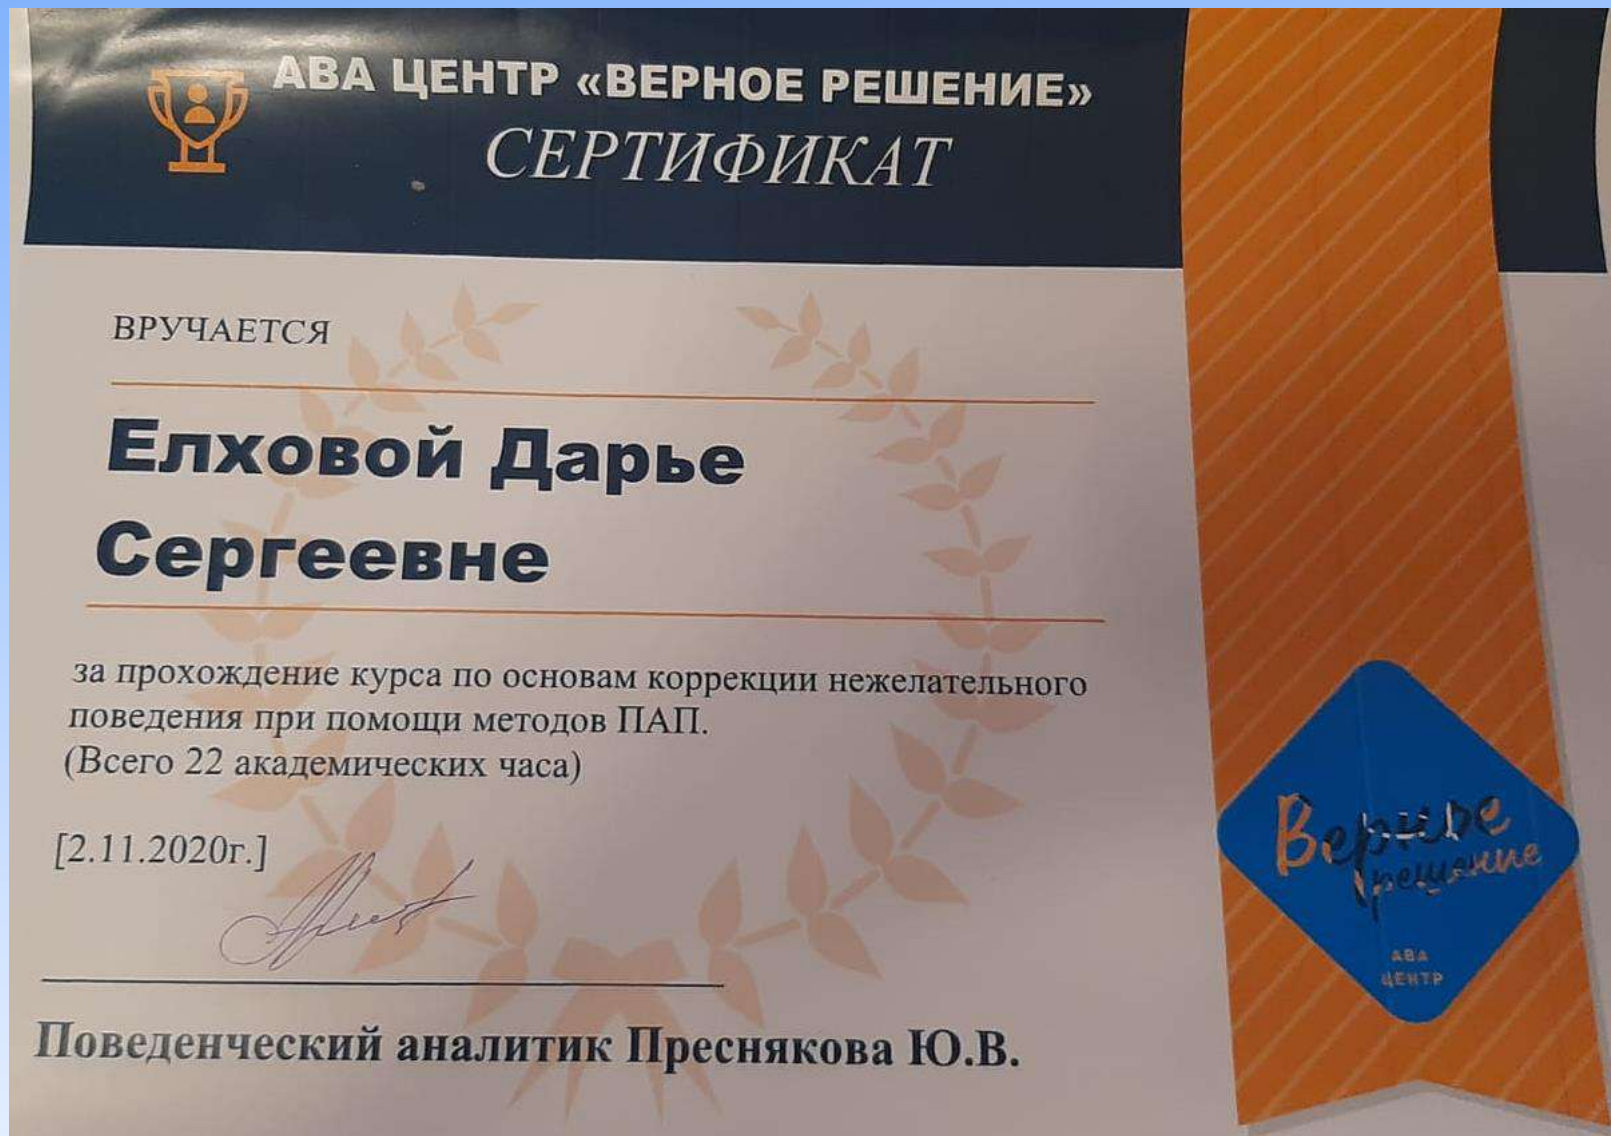 АВА ЦЕНТР «ВЕРНОЕ РЕШЕНИЕ»
СЕРТИФИКАТ
ВРУЧАЕТСЯ
Елховой Дарье
Сергеевне
за прохождение курса по основам коррекции нежелательного
поведения при помощи методов ПАП.
(Всего 22 академических часа)
[2.11.2020г.]
Поведенческий аналитик Преснякова Ю.В.
Верное
решение
АВА
ЦЕНТР